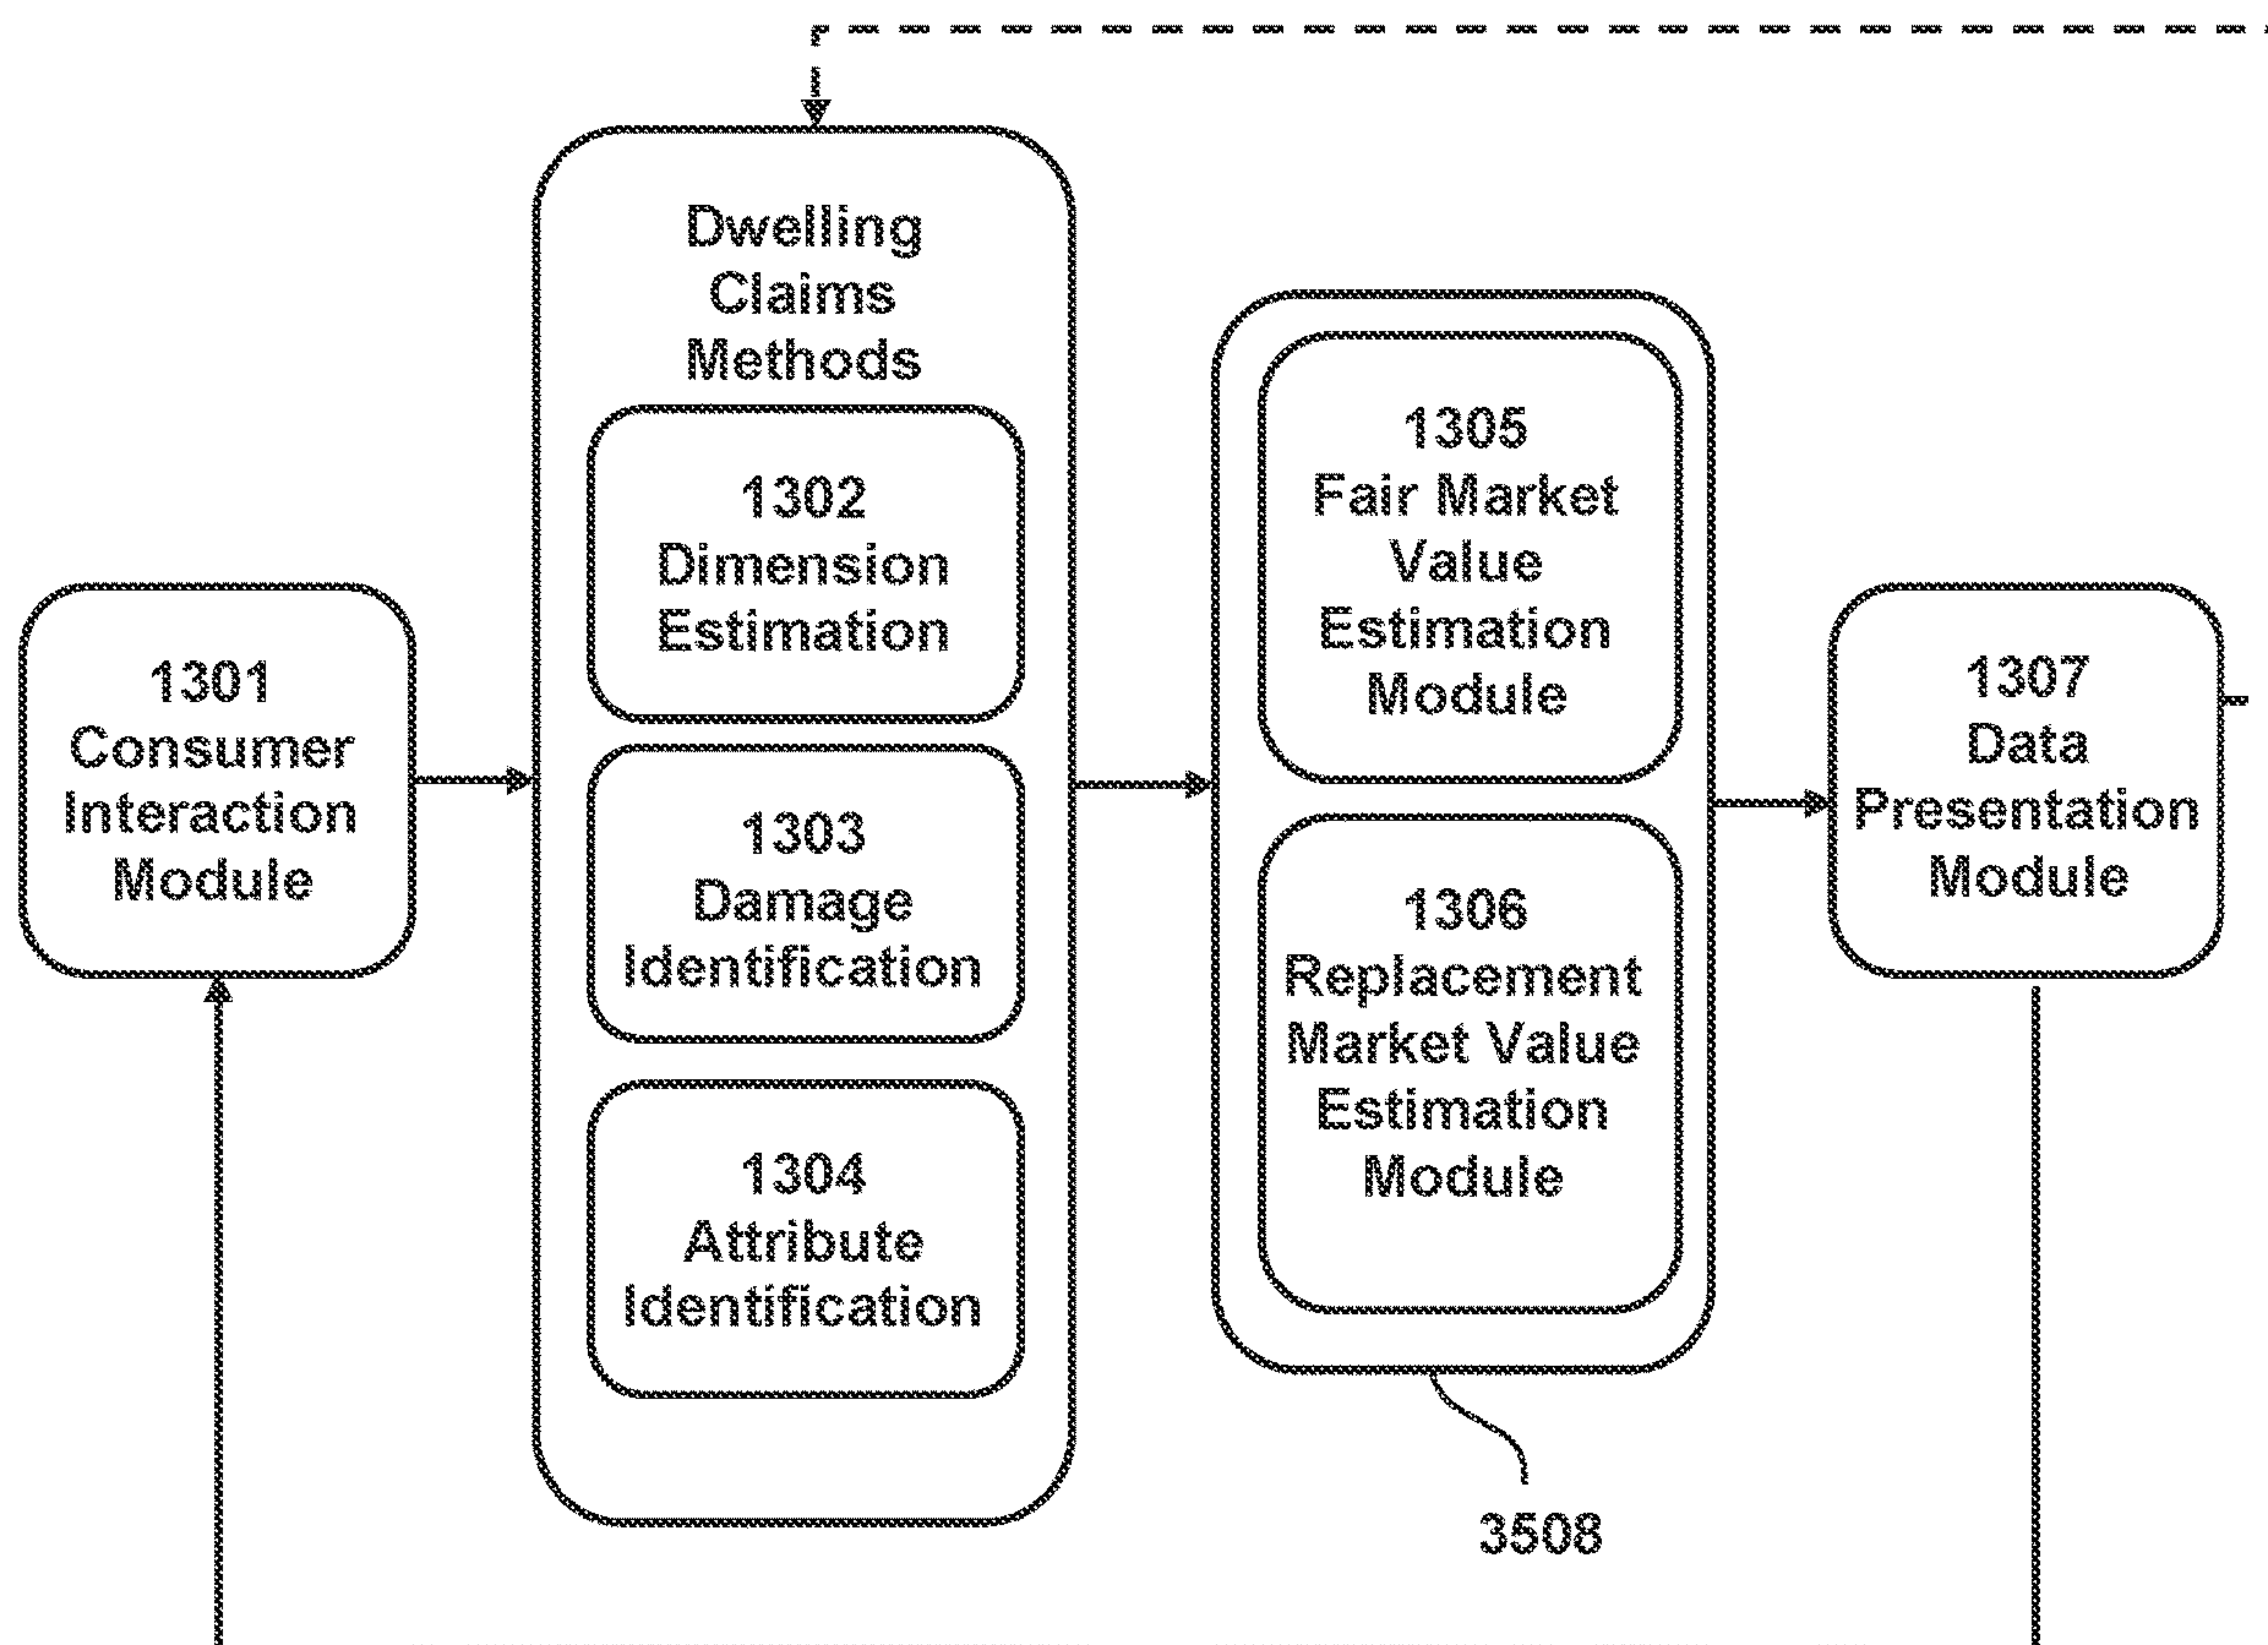 1301
Consumer
Interaction
Module
Dwelling
Claims
Methods
1302
Dimension
Estimation
1303
Damage
Identification
1304
Attribute
Identification
1305
Fair Market
Value
Estimation
Module
1306
Replacement
Market Value
Estimation
Module
3508
1307
Data
Presentation
Module